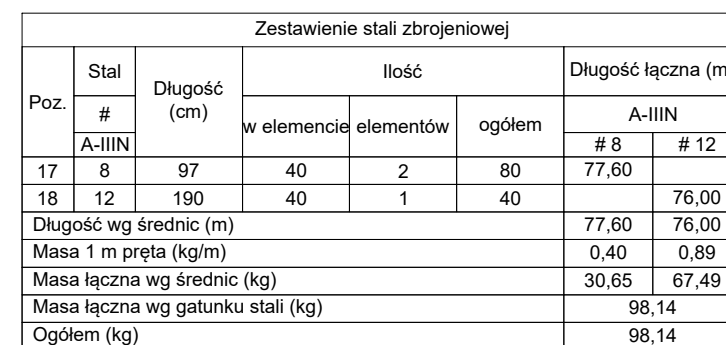 Zestawienie stali zbrojeniowej
Poz. Stal Długość (cm) Ilość Długość łączna (m
# w elemencie elementów ogółem A-IIIN
A-IIIN # 8 # 12
17 8 97 40 2 80 77,60
18 12 190 40 1 40 76,00
Długość wg średnic (m) 77,60 76,00
Masa 1 m pręta (kg/m) 0,40 0,89
Masa łączna wg średnic (kg) 30,65 67,49
Masa łączna wg gatunku stali (kg) 98,14
Ogółem (kg) 98,14